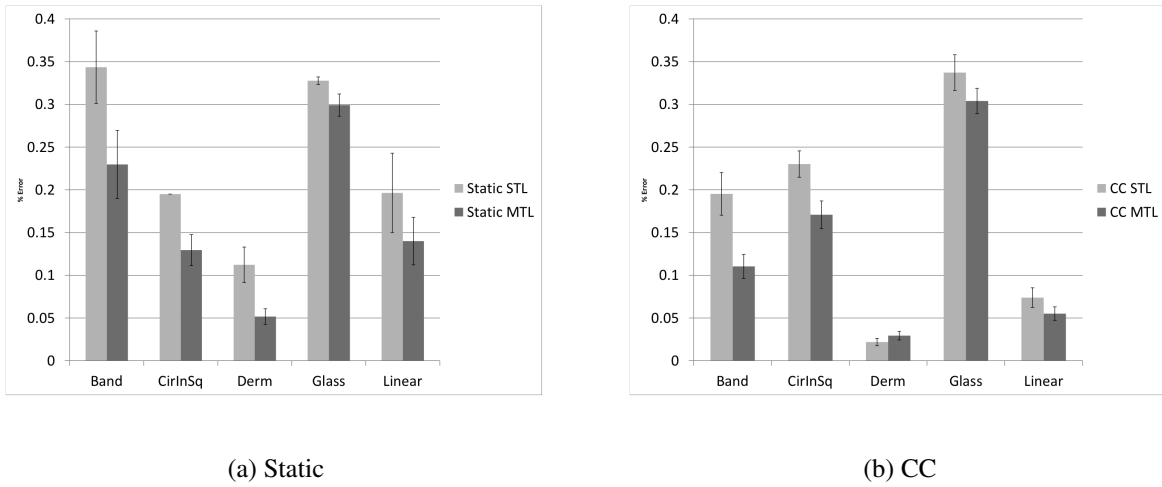 0.4
0.35
0.3
0.25
0.2
0.15
0.1
0.05
0
% Error
Band CirInSq Derm Glass Linear
Static STL
Static MTL
(a) Static
0.4
0.35
0.3
0.25
0.2
0.15
0.1
0.05
0
% Error
Band CirInSq Derm Glass Linear
CC STL
CC MTL
(b) CC